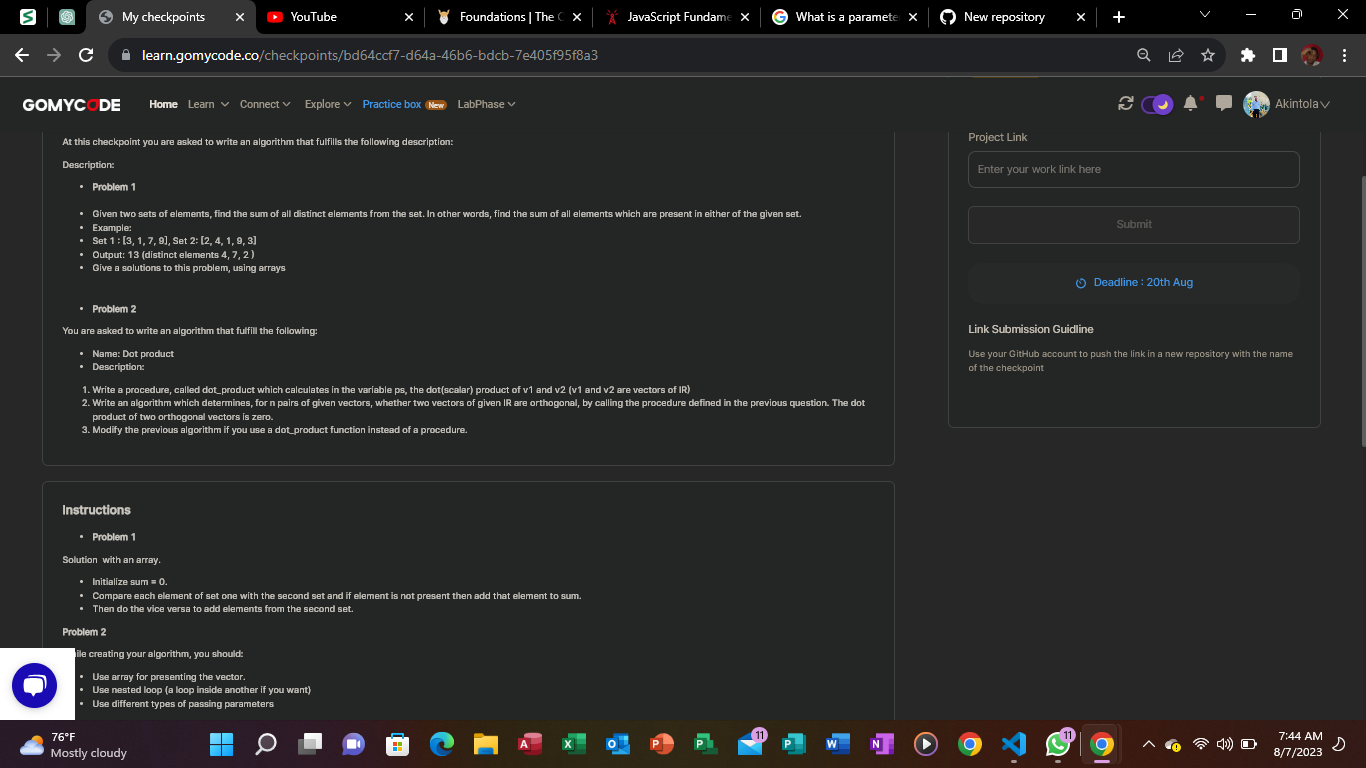 My checkpoints
YouTube
Foundations | The O
JavaScript Fundame
What is a paramete
New repository
learn.gomycode.co/checkpoints/bd64ccf7-d64a-46b6-bdcb-7e405f95f8a3
GOMYCODE Home Learn Connect Explore Practice box New LabPhase Akintola
At this checkpoint you are asked to write an algorithm that fulfills the following description:
Description:
• Problem 1
• Given two sets of elements, find the sum of all distinct elements from the set. In other words, find the sum of all elements which are present in either of the given set.
• Example:
• Set 1 : [3, 1, 7, 9], Set 2: [2, 4, 1, 9, 3]
• Output: 13 (distinct elements 4, 7, 2 )
• Give a solutions to this problem, using arrays
• Problem 2
You are asked to write an algorithm that fulfill the following:
• Name: Dot product
• Description:
1. Write a procedure, called dot_product which calculates in the variable ps, the dot(scalar) product of v1 and v2 (v1 and v2 are vectors of IR)
2. Write an algorithm which determines, for n pairs of given vectors, whether two vectors of given IR are orthogonal, by calling the procedure defined in the previous question. The dot
product of two orthogonal vectors is zero.
3. Modify the previous algorithm if you use a dot_product function instead of a procedure.
Project Link
Enter your work link here
Submit
Deadline : 20th Aug
Link Submission Guidline
Use your GitHub account to push the link in a new repository with the name
of the checkpoint
Instructions
• Problem 1
Solution with an array.
• Initialize sum = 0.
• Compare each element of set one with the second set and if element is not present then add that element to sum.
• Then do the vice versa to add elements from the second set.
Problem 2
ile creating your algorithm, you should:
• Use array for presenting the vector.
• Use nested loop (a loop inside another if you want)
• Use different types of passing parameters
76°F
Mostly cloudy
11
11
7:44 AM
8/7/2023